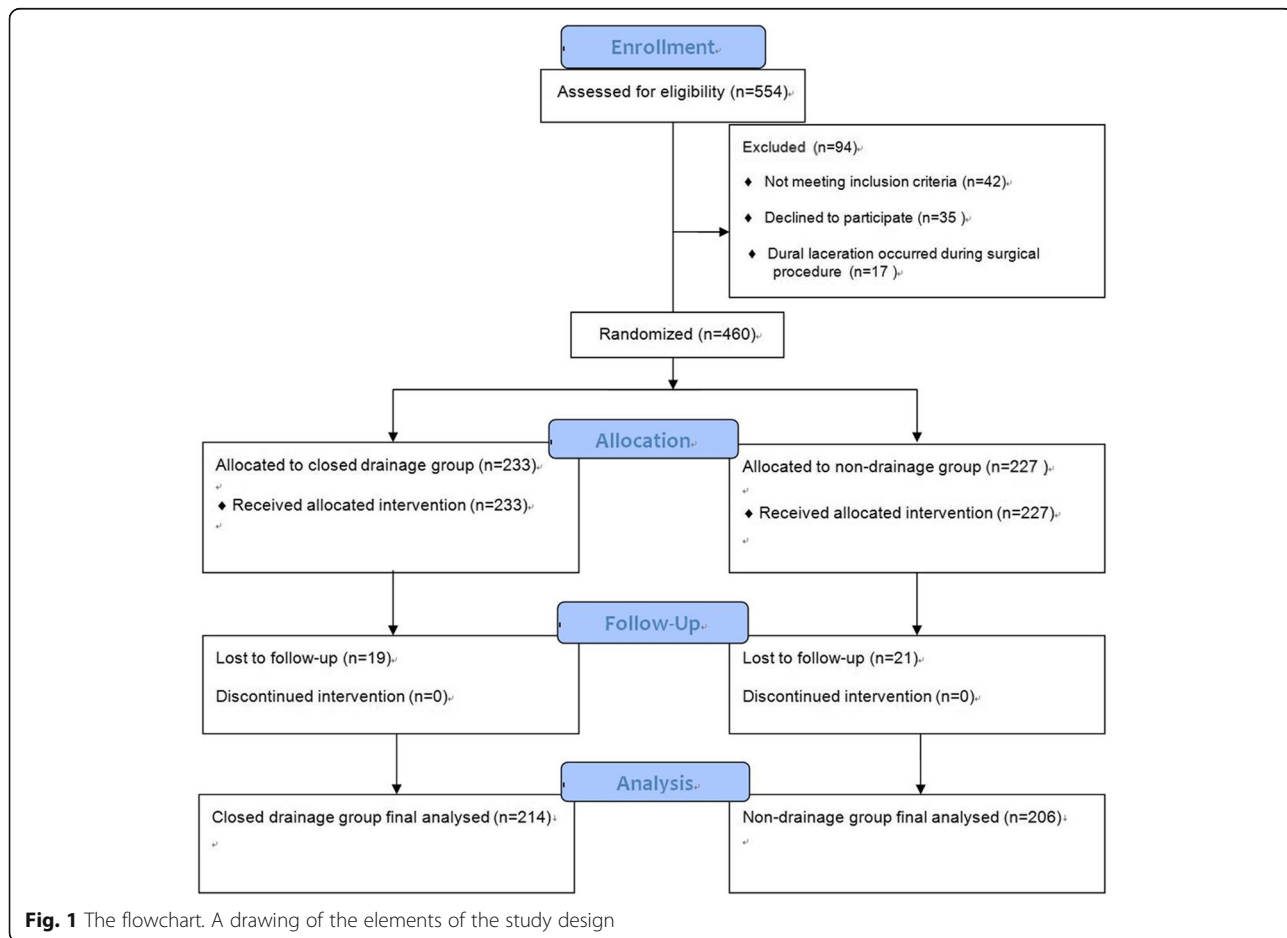 Enrollment
Assessed for eligibility (n=554)
Excluded (n=94)
♦ Not meeting inclusion criteria (n=42)
♦ Declined to participate (n=35 )
♦ Dural laceration occurred during surgical
procedure (n=17 )
Randomized (n=460)
Allocation
Allocated to closed drainage group (n=233)
♦ Received allocated intervention (n=233)
Allocated to non-drainage group (n=227 )
♦ Received allocated intervention (n=227)
Follow-Up
Lost to follow-up (n=19)
Discontinued intervention (n=0)
Lost to follow-up (n=21)
Discontinued intervention (n=0)
Analysis
Closed drainage group final analysed (n=214)
Non-drainage group final analysed (n=206)
Fig. 1 The flowchart. A drawing of the elements of the study design